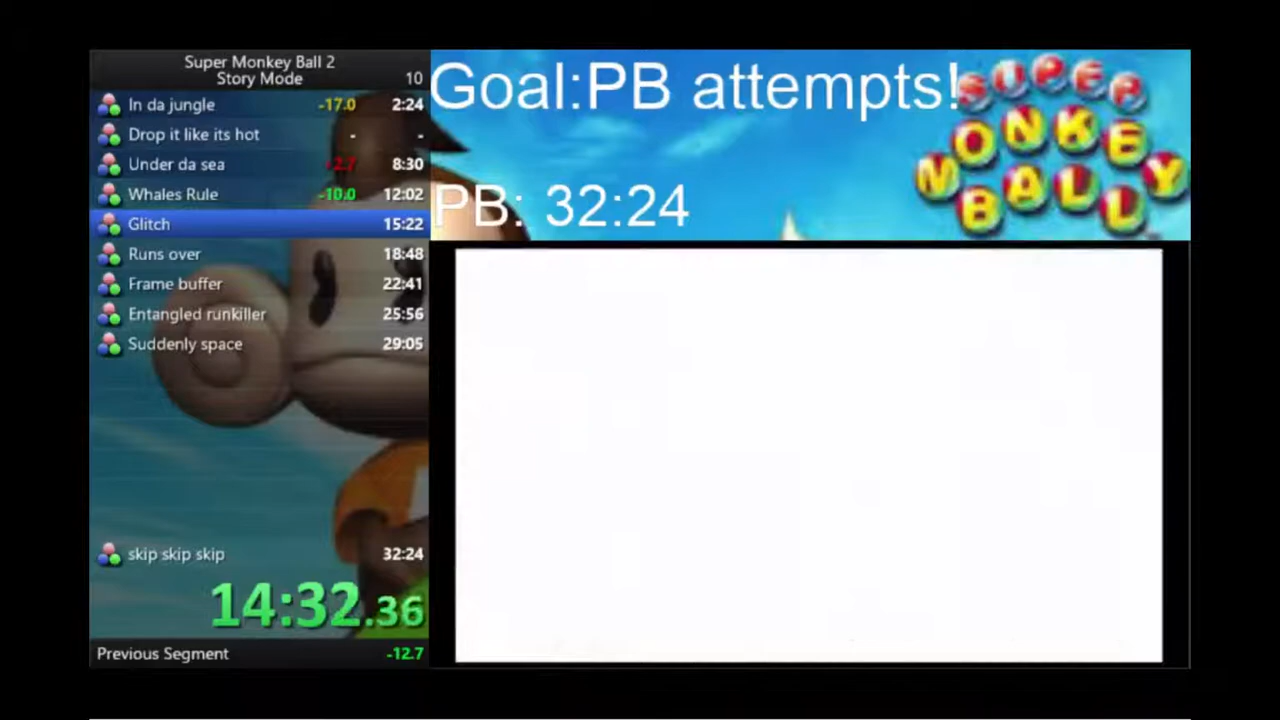 Super Monkey Ball 2
Story Mode 10
In da jungle -17.0 2:24
Drop it like its hot - -
Under da sea +2.7 8:30
Whales Rule -10.0 12:02
Glitch 15:22
Runs over 18:48
Frame buffer 22:41
Entangled runkiller 25:56
Suddenly space 29:05
skip skip skip 32:24
14:32.36
Previous Segment -12.7
Goal:PB attempts!
PB: 32:24
SUPER
MONKEY
BALL